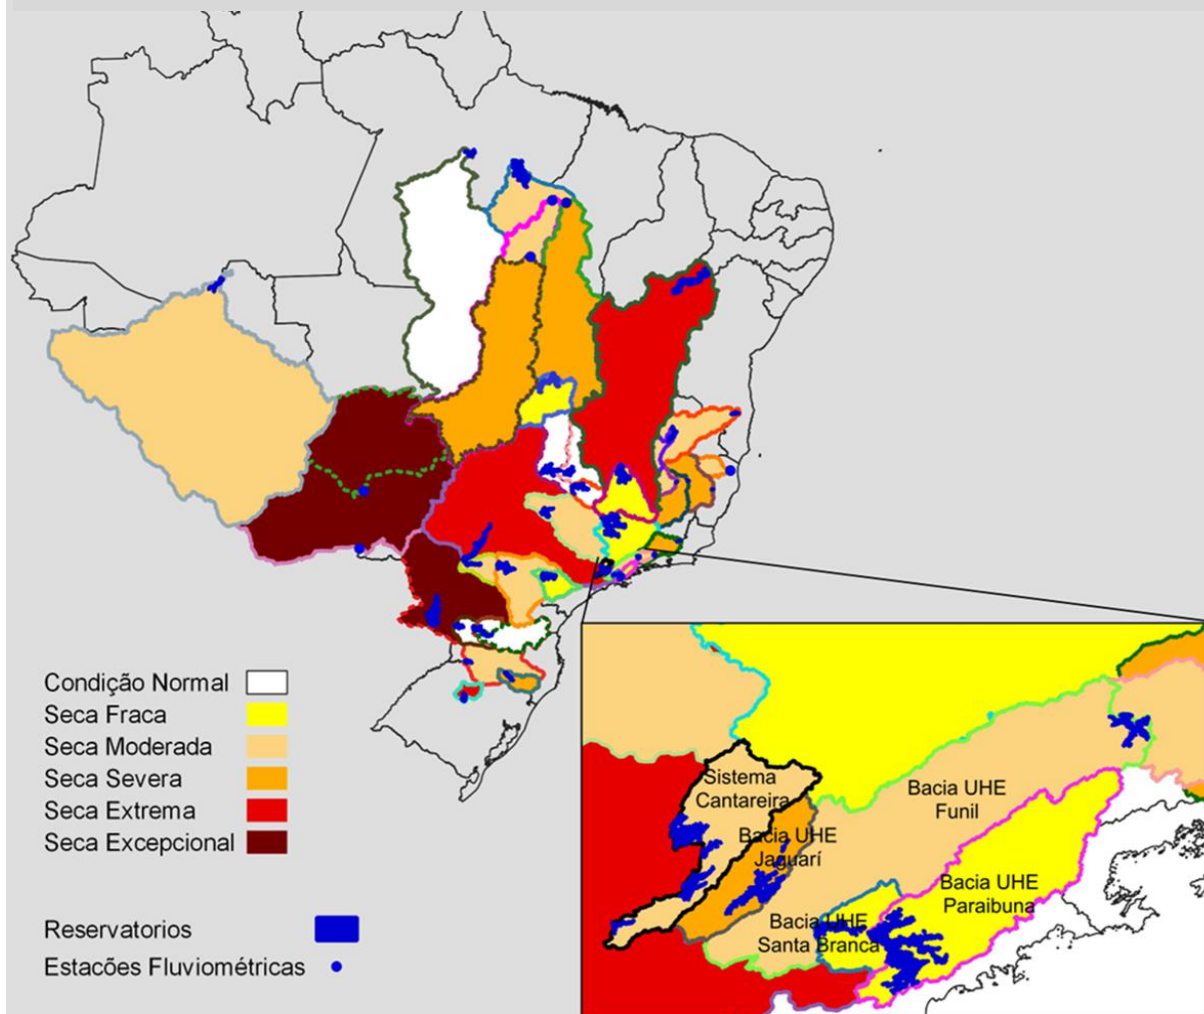 Condição Normal
Seca Fraca
Seca Moderada
Seca Severa
Seca Extrema
Seca Excepcional
Reservatorios
Estacões Fluviométricas
Sistema
Cantareira
Bacia UHE
Jaguarí
Bacia UHE
Funil
Bacia UHE
Paraibuna
Bacia UHE
Santa Branca